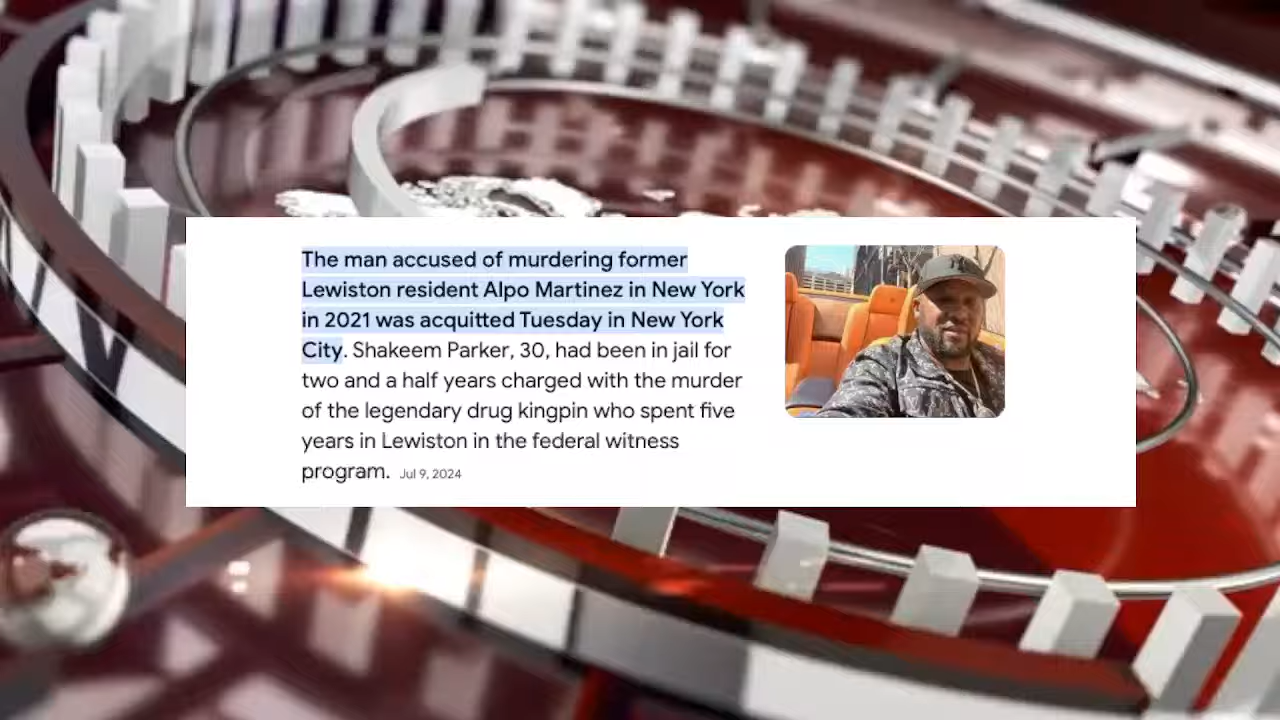 The man accused of murdering former
Lewiston resident Alpo Martinez in New York
in 2021 was acquitted Tuesday in New York
City. Shakeem Parker, 30, had been in jail for
two and a half years charged with the murder
of the legendary drug kingpin who spent five
years in Lewiston in the federal witness
program. Jul 9, 2024